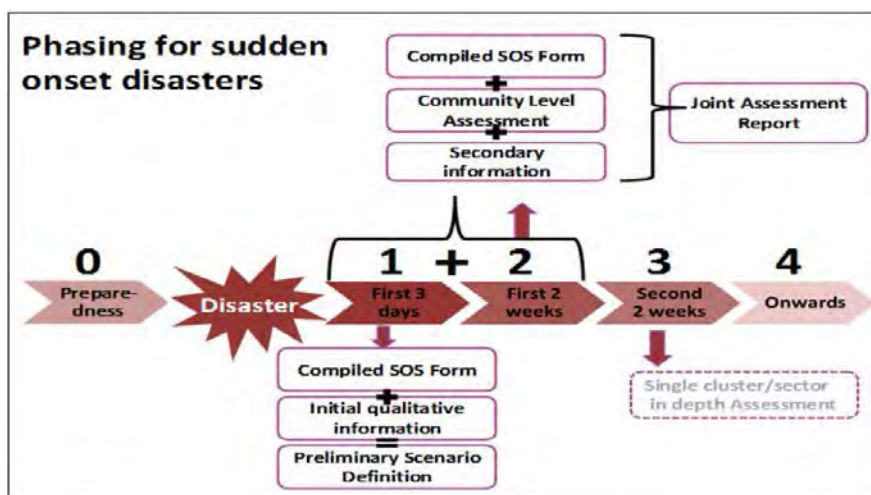 Phasing for sudden
onset disasters
Compiled SOS Form
+
Community Level
Assessment
+
Secondary
information
Joint Assessment
Report
0
1 + 2
3
4
Prepare-
dness
Disaster
First 3
days
First 2
weeks
Second
2 weeks
Onwards
Compiled SOS Form
+
Initial qualitative
information
=
Preliminary Scenario
Definition
Single cluster/sector
in depth Assessment